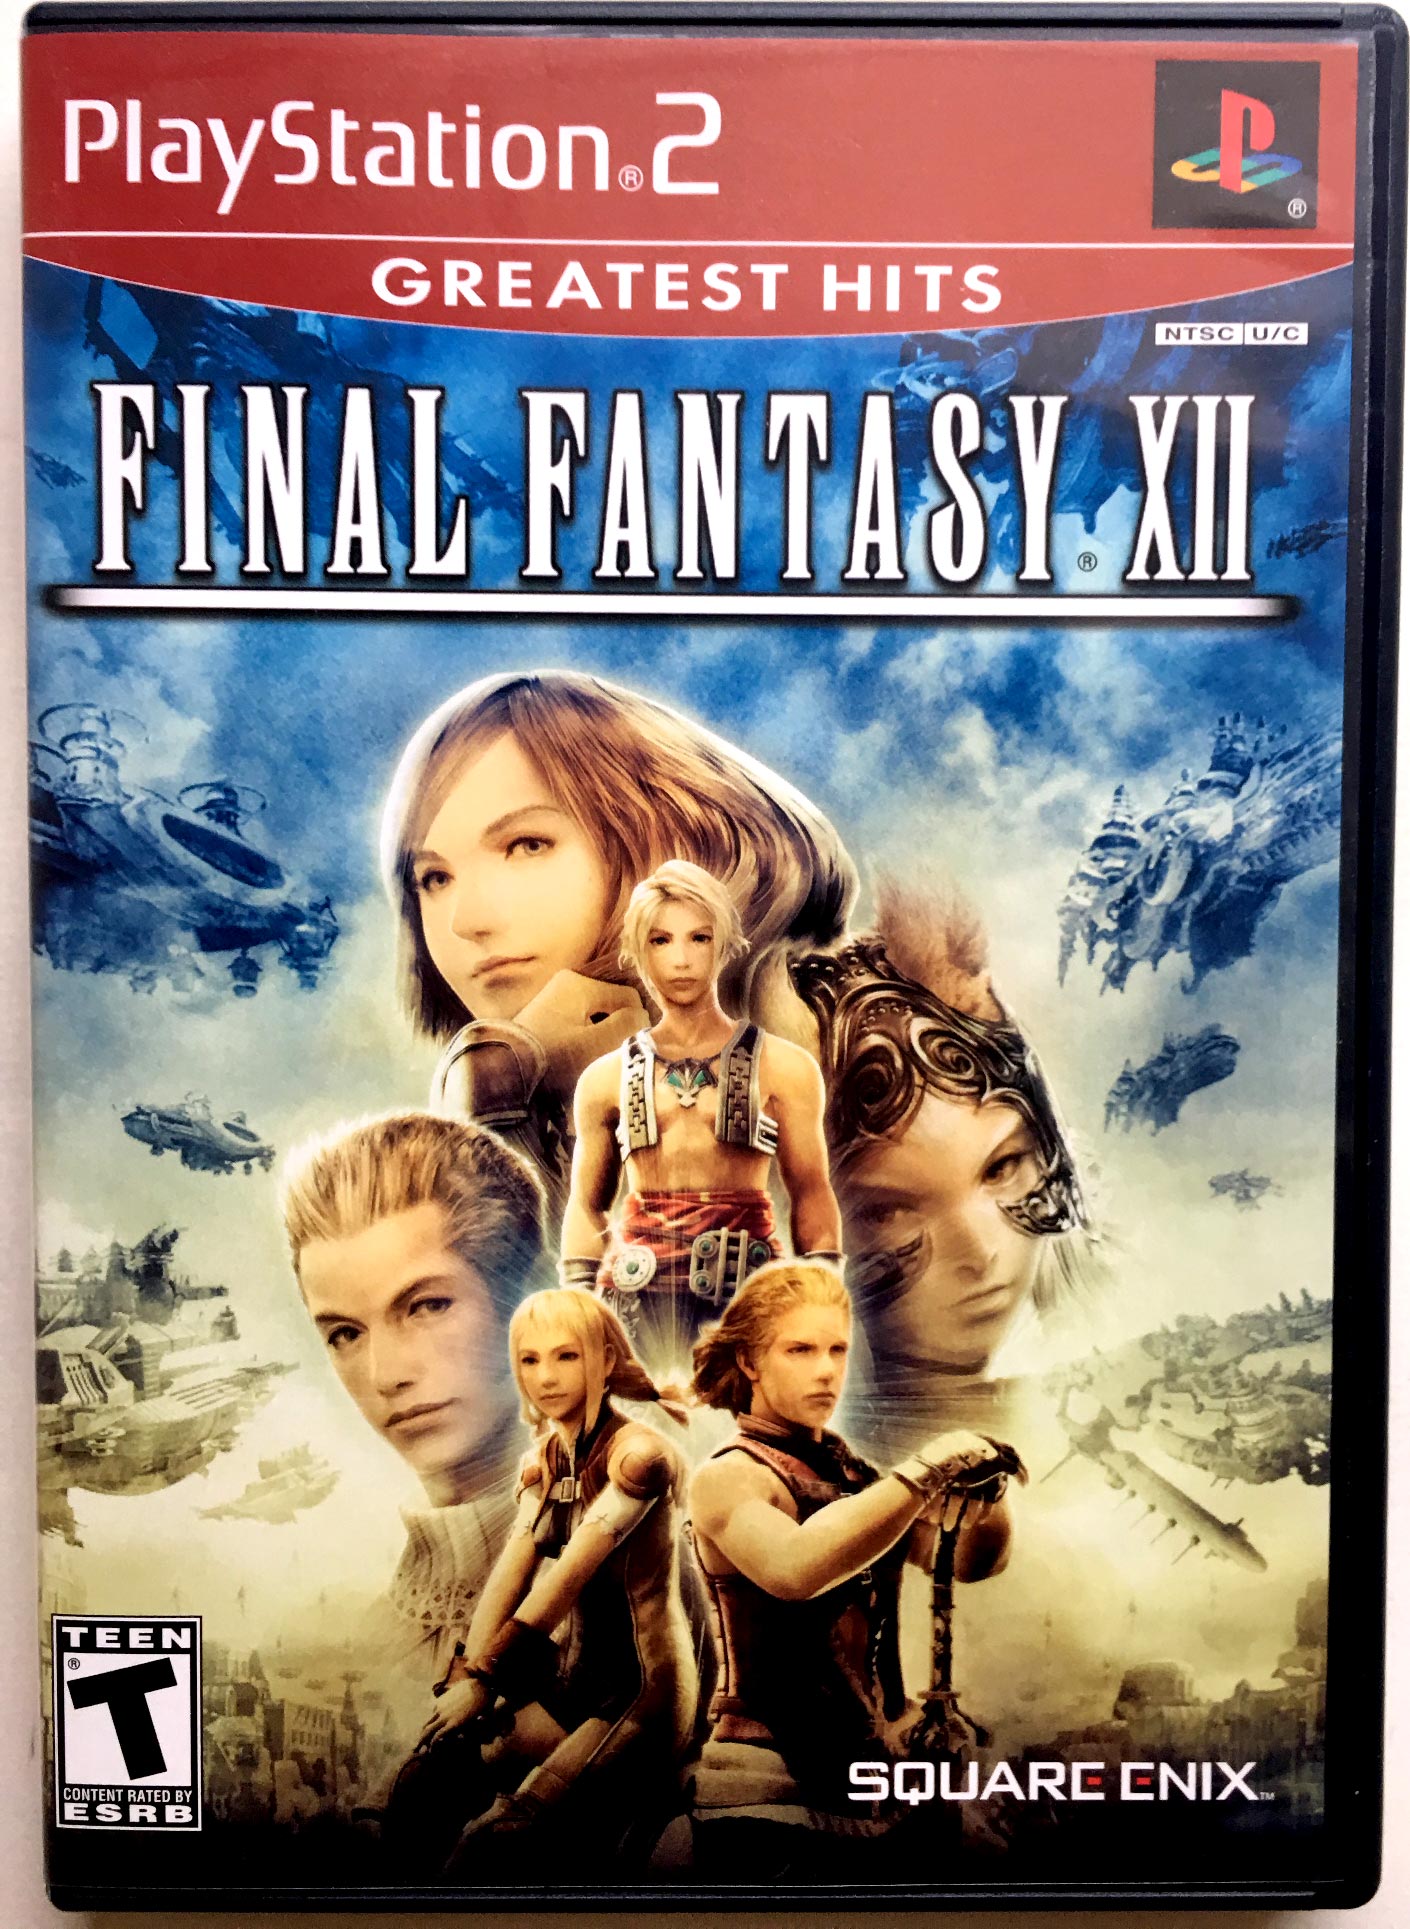 PlayStation®2
®
GREATEST HITS
NTSC U/C
FINAL FANTASY® XII
TEEN
®
T
CONTENT RATED BY
ESRB
SQUARE ENIX™